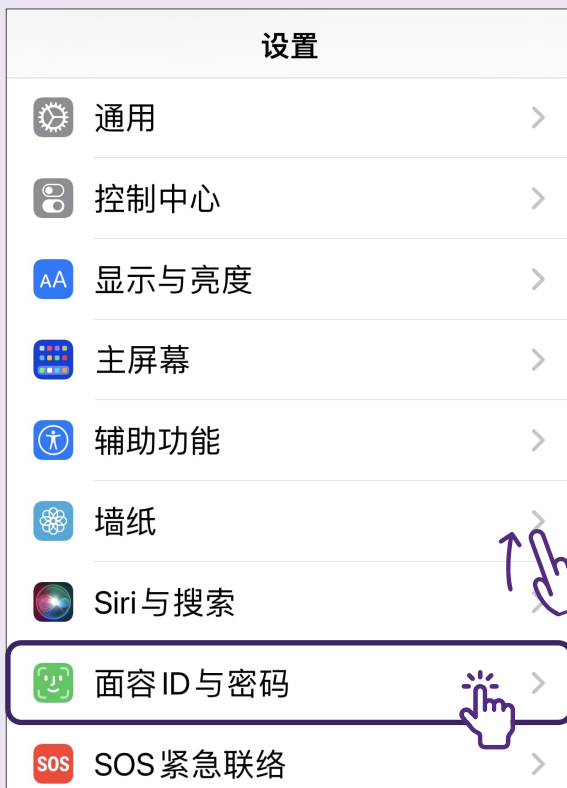 设置
通用
控制中心
AA 显示与亮度
主屏幕
辅助功能
墙纸
Siri与搜索
面容ID与密码
SOS SOS紧急联络